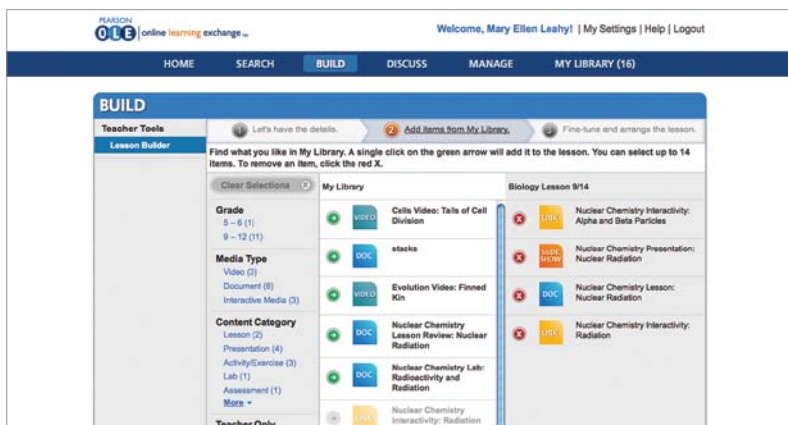 PEARSON
OLE online learning exchange™
Welcome, Mary Ellen Leahy! | My Settings | Help | Logout
HOME SEARCH BUILD DISCUSS MANAGE MY LIBRARY (16)
BUILD
Teacher Tools
Lesson Builder
1 Let's have the details.
2 Add items from My Library.
3 Fine-tune and arrange the lesson.
Find what you like in My Library. A single click on the green arrow will add it to the lesson. You can select up to 14
items. To remove an item, click the red X.
Clear Selections X
Grade
5 – 6 (1)
9 – 12 (11)
Media Type
Video (3)
Document (6)
Interactive Media (3)
Content Category
Lesson (2)
Presentation (4)
Activity/Exercise (3)
Lab (1)
Assessment (1)
More
Teacher Only
My Library
VIDEO Cells Video: Tails of Cell
Division
DOC stacks
VIDEO Evolution Video: Finned
Kin
DOC Nuclear Chemistry
Lesson Review: Nuclear
Radiation
DOC Nuclear Chemistry Lab:
Radioactivity and
Radiation
LINK Nuclear Chemistry
Interactivity: Radiation
Biology Lesson 9/14
X LINK Nuclear Chemistry Interactivity:
Alpha and Beta Particles
X SLIDE SHOW Nuclear Chemistry Presentation:
Nuclear Radiation
X DOC Nuclear Chemistry Lesson:
Nuclear Radiation
X LINK Nuclear Chemistry Interactivity:
Radiation